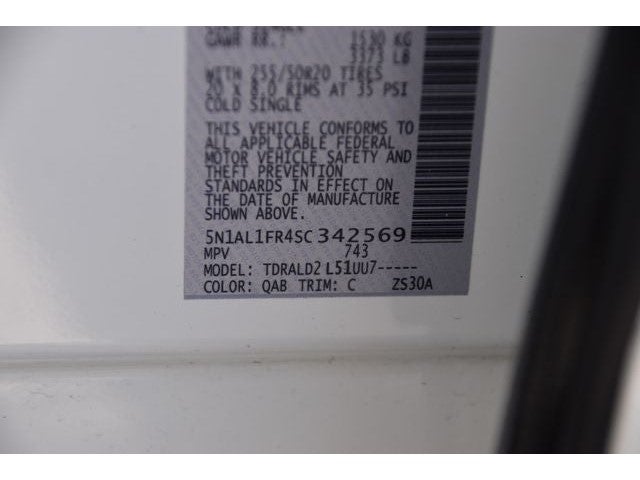 GAWR RR.: 1530 KG
3373 LB
WITH 255/50R20 TIRES
20 x 8.0 RIMS AT 35 PSI
COLD SINGLE
THIS VEHICLE CONFORMS TO
ALL APPLICABLE FEDERAL
MOTOR VEHICLE SAFETY AND
THEFT PREVENTION
STANDARDS IN EFFECT ON
THE DATE OF MANUFACTURE
SHOWN ABOVE.
5N1AL1FR4SC342569
MPV 743
MODEL: TDRALD2 L51UU7-----
COLOR: QAB TRIM: C ZS30A